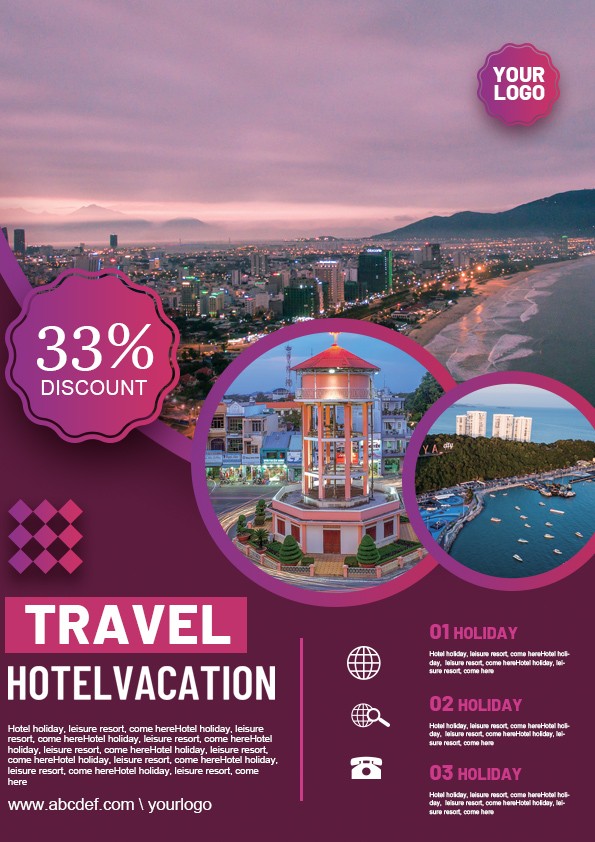 YOUR
LOGO
33%
DISCOUNT
TRAVEL
HOTELVACATION
Hotel holiday, leisure resort, come hereHotel holiday, leisure
resort, come hereHotel holiday, leisure resort, come hereHotel
holiday, leisure resort, come hereHotel holiday, leisure resort,
come hereHotel holiday, leisure resort, come hereHotel holiday,
leisure resort, come hereHotel holiday, leisure resort, come
here
www.abcdef.com \ yourlogo
01 HOLIDAY
Hotel holiday, leisure resort, come hereHotel holi-
day, leisure resort, come hereHotel holiday, lei-
sure resort, come here
02 HOLIDAY
Hotel holiday, leisure resort, come hereHotel holi-
day, leisure resort, come hereHotel holiday, lei-
sure resort, come here
03 HOLIDAY
Hotel holiday, leisure resort, come hereHotel holi-
day, leisure resort, come hereHotel holiday, lei-
sure resort, come here